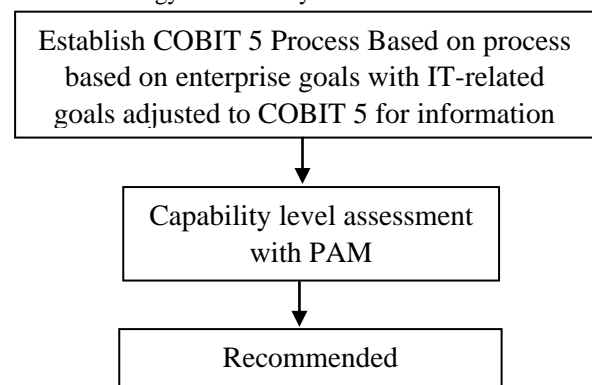 Establish COBIT 5 Process Based on process
based on enterprise goals with IT-related
goals adjusted to COBIT 5 for information
Capability level assessment
with PAM
Recommended